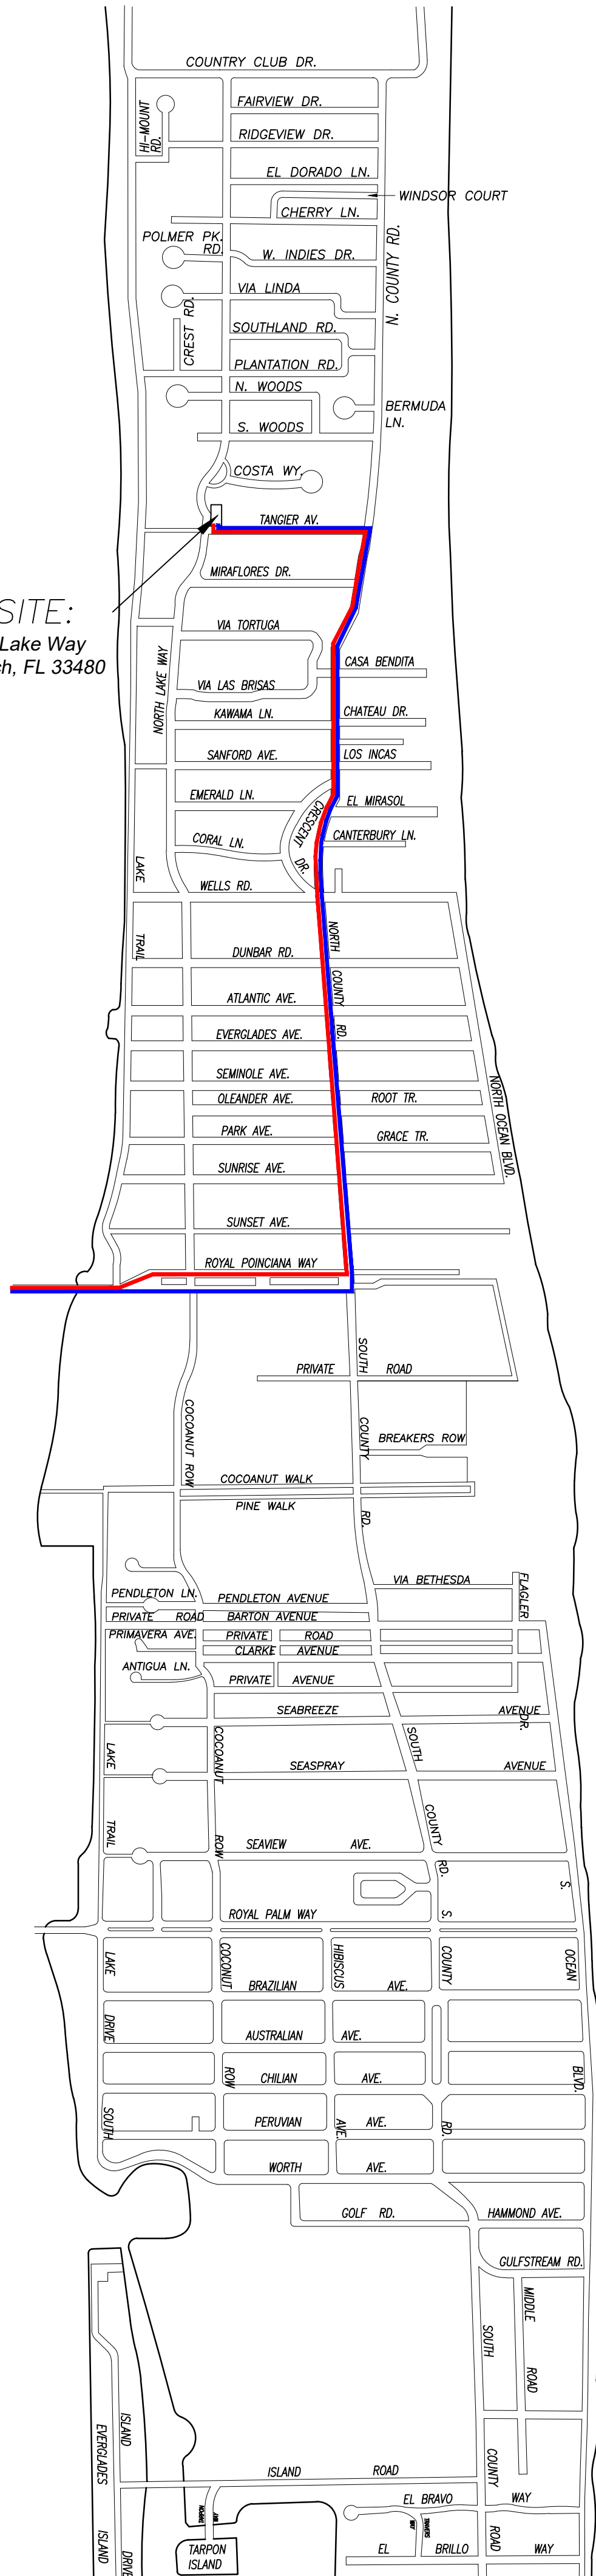 COUNTRY CLUB DR.
HI-MOUNT
RD.
FAIRVIEW DR.
RIDGEVIEW DR.
EL DORADO LN.
WINDSOR COURT
CHERRY LN.
POLMER PK.
RD.
W. INDIES DR.
N. COUNTY RD.
VIA LINDA
CREST RD.
SOUTHLAND RD.
PLANTATION RD.
N. WOODS
BERMUDA
LN.
S. WOODS
COSTA WY.
TANGIER AV.
MIRAFLORES DR.
SITE:
Lake Way
ch, FL 33480
VIA TORTUGA
NORTH LAKE WAY
CASA BENDITA
VIA LAS BRISAS
KAWAMA LN.
CHATEAU DR.
SANFORD AVE.
LOS INCAS
EMERALD LN.
EL MIRASOL
CRESCENT
DR.
CORAL LN.
CANTERBURY LN.
LAKE
TRAIL
WELLS RD.
NORTH
COUNTY
RD.
DUNBAR RD.
ATLANTIC AVE.
EVERGLADES AVE.
SEMINOLE AVE.
OLEANDER AVE.
ROOT TR.
NORTH OCEAN BLVD.
PARK AVE.
GRACE TR.
SUNRISE AVE.
SUNSET AVE.
ROYAL POINCIANA WAY
SOUTH
COUNTY
RD.
PRIVATE ROAD
COCOANUT ROW
BREAKERS ROW
COCOANUT WALK
PINE WALK
VIA BETHESDA
FLAGLER
DR.
PENDLETON LN.
PENDLETON AVENUE
PRIVATE ROAD
BARTON AVENUE
PRIMAVERA AVE.
PRIVATE ROAD
CLARKE AVENUE
ANTIGUA LN.
PRIVATE AVENUE
SEABREEZE AVENUE
LAKE
TRAIL
COCOANUT
ROW
SOUTH
COUNTY
RD.
SEASPRAY AVENUE
SEAVIEW AVE.
S.
OCEAN
BLVD.
ROYAL PALM WAY
S.
COUNTY
RD.
LAKE
DRIVE
SOUTH
COCONUT
ROW
HIBISCUS
AVE.
BRAZILIAN AVE.
AUSTRALIAN AVE.
CHILIAN AVE.
PERUVIAN AVE.
WORTH AVE.
GOLF RD.
HAMMOND AVE.
GULFSTREAM RD.
MIDDLE
ROAD
SOUTH
COUNTY
ROAD
ISLAND
DRIVE
EVERGLADES
ISLAND
ISLAND ROAD
EL BRAVO WAY
EL BRILLO WAY
TARPON
ISLAND